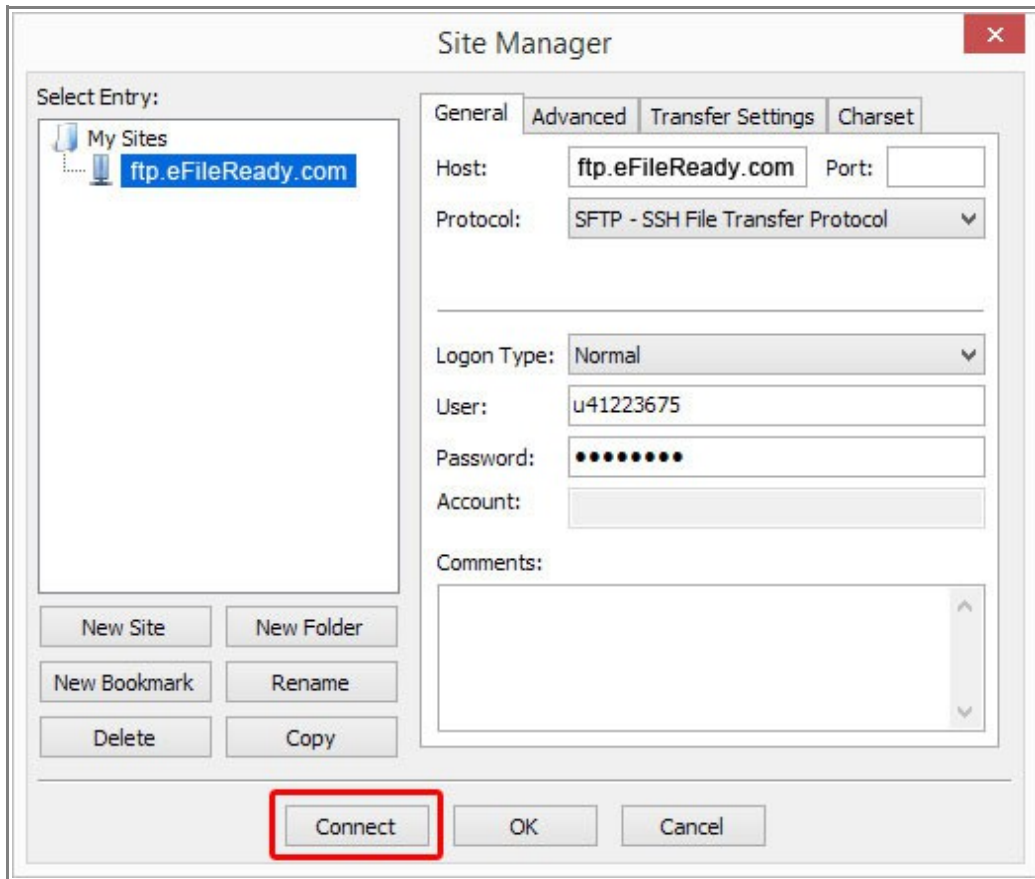 Site Manager
Select Entry:
My Sites
ftp.eFileReady.com
General Advanced Transfer Settings Charset
Host: ftp.eFileReady.com Port:
Protocol: SFTP - SSH File Transfer Protocol
Logon Type: Normal
User: u41223675
Password: ●●●●●●●●
Account:
Comments:
New Site New Folder
New Bookmark Rename
Delete Copy
Connect OK Cancel